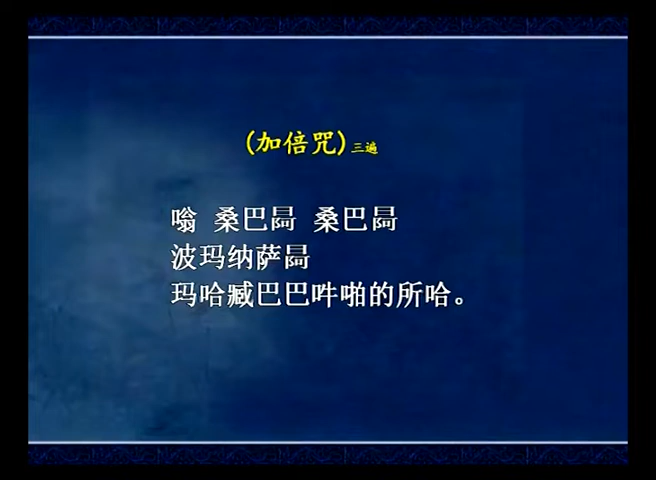 (加倍咒)三遍
嗡 桑巴局 桑巴局
波玛纳萨局
玛哈臧巴巴吽啪的所哈。